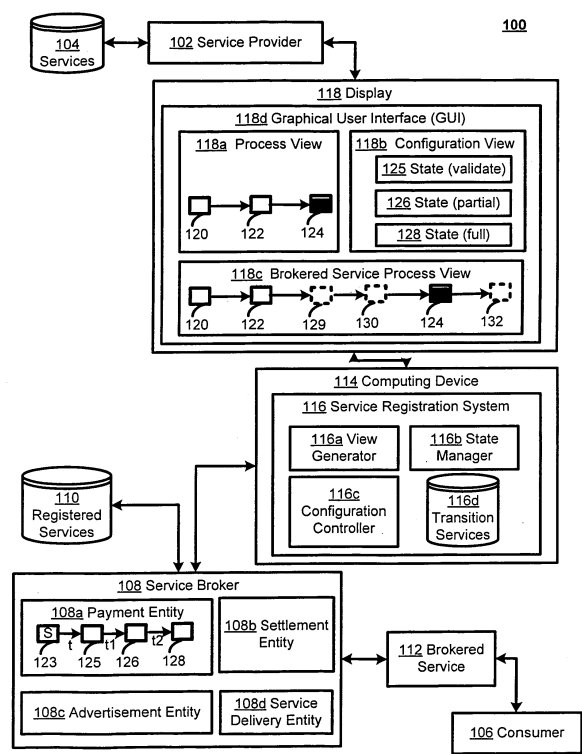 100
104
Services
102 Service Provider
118 Display
118d Graphical User Interface (GUI)
118a Process View
120
122
124
118b Configuration View
125 State (validate)
126 State (partial)
128 State (full)
118c Brokered Service Process View
120
122
129
130
124
132
114 Computing Device
116 Service Registration System
116a View
Generator
116b State
Manager
116c
Configuration
Controller
116d
Transition
Services
110
Registered
Services
108 Service Broker
108a Payment Entity
S
t
t1
t2
123
125
126
128
108b
Settlement
Entity
108c Advertisement Entity
108d Service
Delivery Entity
112
Brokered
Service
106 Consumer